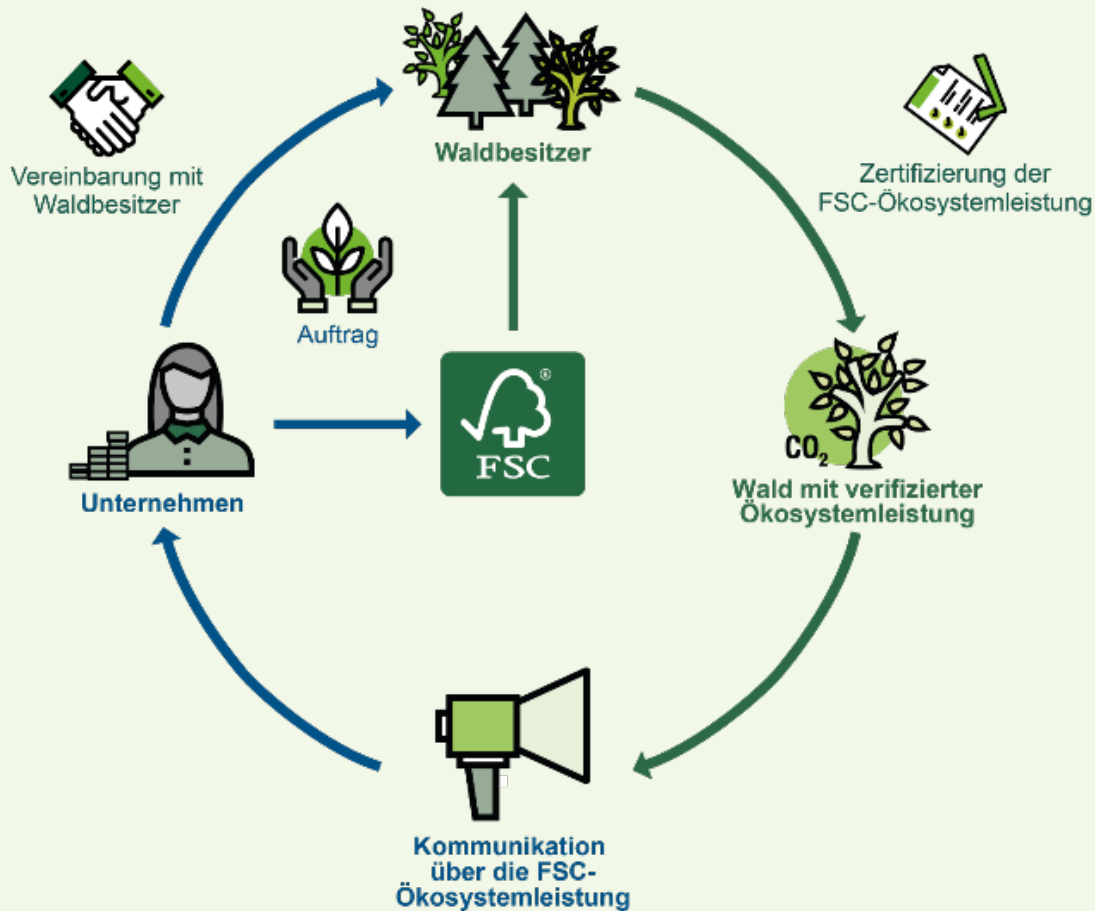 Waldbesitzer
Vereinbarung mit
Waldbesitzer
Zertifizierung der
FSC-Ökosystemleistung
Auftrag
®
FSC
Unternehmen
CO₂
Wald mit verifizierter
Ökosystemleistung
Kommunikation
über die FSC-
Ökosystemleistung